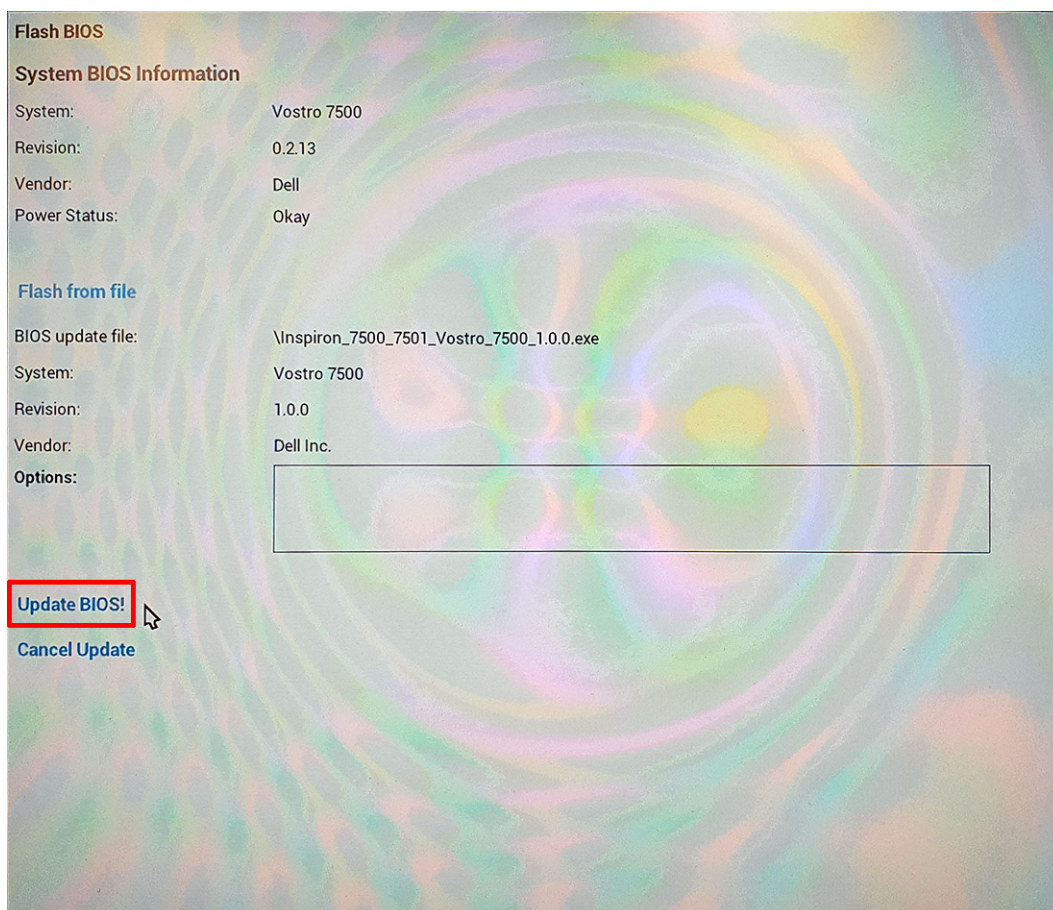 Flash BIOS
System BIOS Information
System: Vostro 7500
Revision: 0.2.13
Vendor: Dell
Power Status: Okay
Flash from file
BIOS update file: \Inspiron_7500_7501_Vostro_7500_1.0.0.exe
System: Vostro 7500
Revision: 1.0.0
Vendor: Dell Inc.
Options:
Update BIOS!
Cancel Update